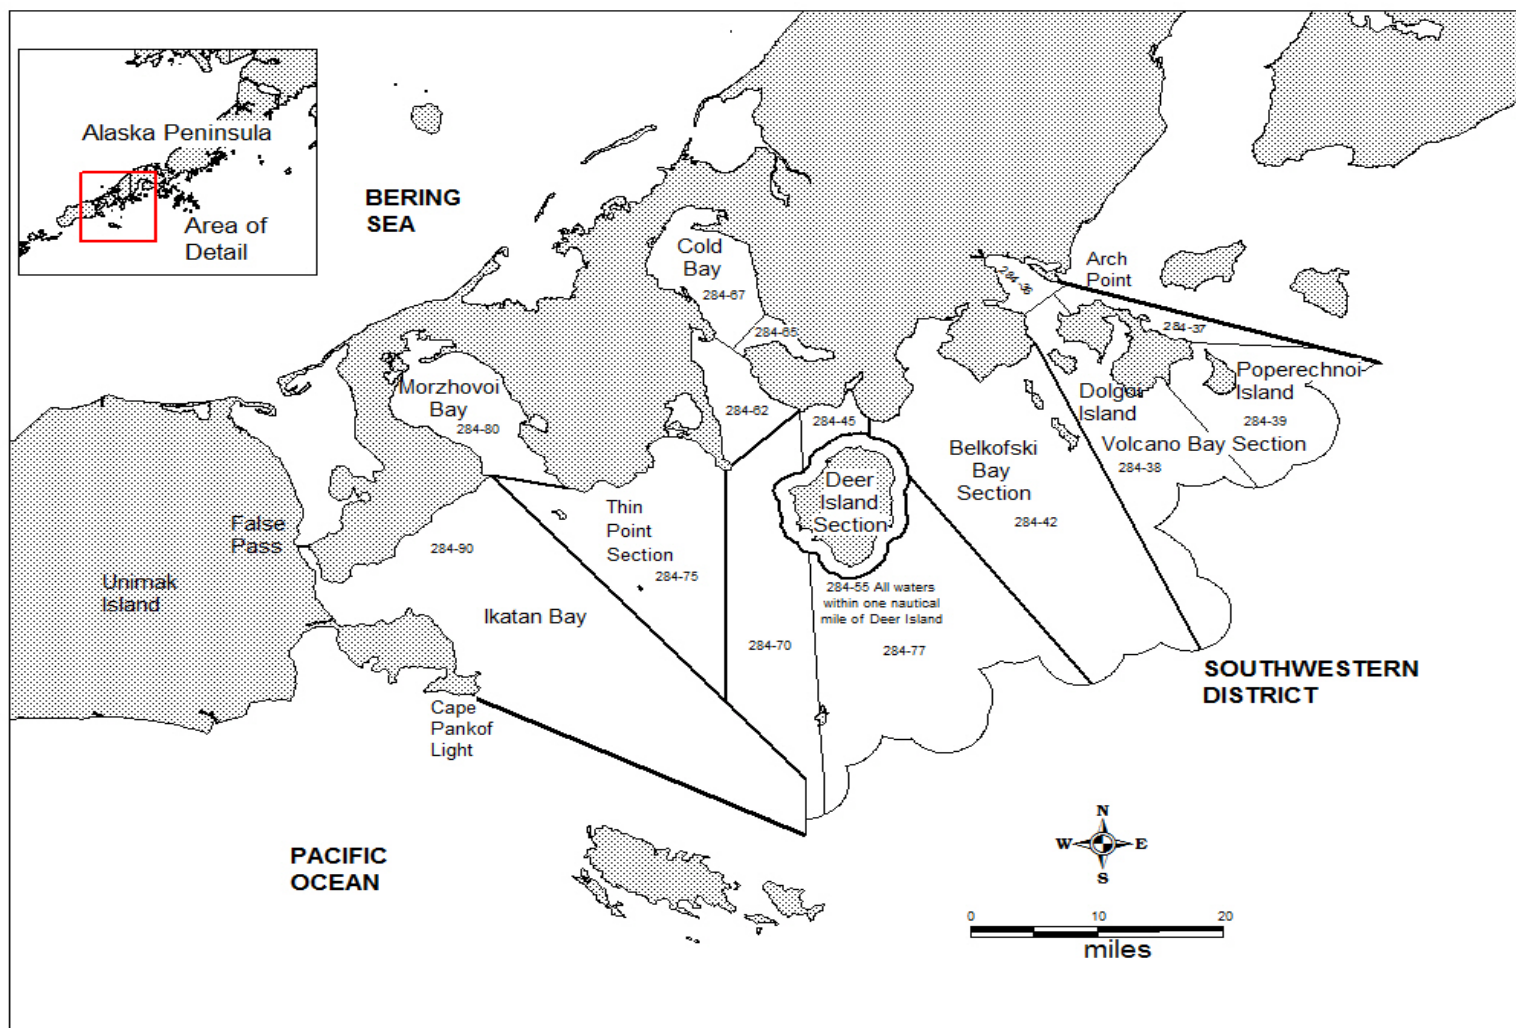 Alaska Peninsula
Area of
Detail
BERING
SEA
Cold
Bay
284-67
284-65
284-36
Arch
Point
284-37
Morzhovoi
Bay
284-80
284-62
284-45
Dolgoi
Island
Poperechnoi
Island
284-39
Volcano Bay Section
284-38
Belkofski
Bay
Section
284-42
Deer
Island
Section
Thin
Point
Section
284-75
False
Pass
284-90
Unimak
Island
Ikatan Bay
284-55 All waters
within one nautical
mile of Deer Island
284-70
284-77
SOUTHWESTERN
DISTRICT
Cape
Pankof
Light
PACIFIC
OCEAN
N
W E
S
0 10 20
miles